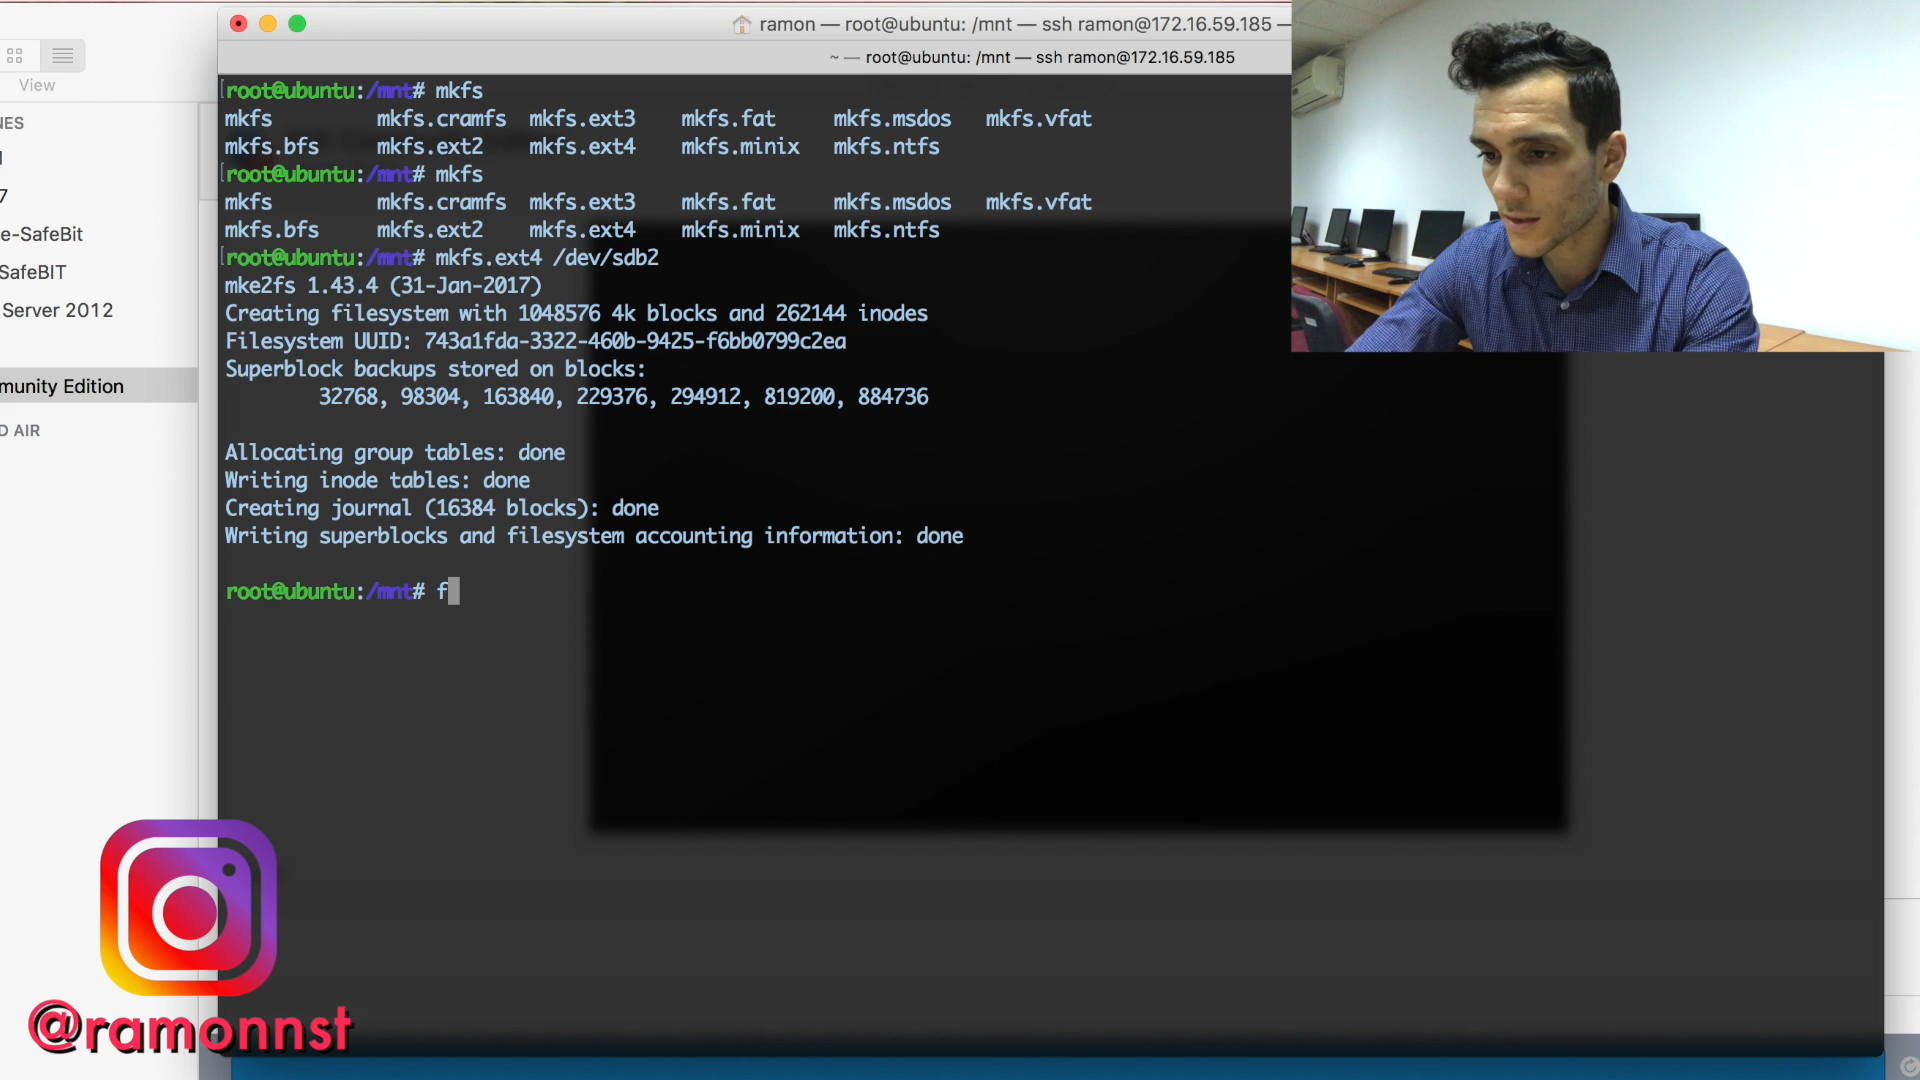 ramon — root@ubuntu: /mnt — ssh ramon@172.16.59.185 —
~ — root@ubuntu: /mnt — ssh ramon@172.16.59.185
View
NES
7
e-SafeBit
SafeBIT
Server 2012
munity Edition
D AIR
root@ubuntu:/mnt# mkfs
mkfs mkfs.cramfs mkfs.ext3 mkfs.fat mkfs.msdos mkfs.vfat
mkfs.bfs mkfs.ext2 mkfs.ext4 mkfs.minix mkfs.ntfs
root@ubuntu:/mnt# mkfs
mkfs mkfs.cramfs mkfs.ext3 mkfs.fat mkfs.msdos mkfs.vfat
mkfs.bfs mkfs.ext2 mkfs.ext4 mkfs.minix mkfs.ntfs
root@ubuntu:/mnt# mkfs.ext4 /dev/sdb2
mke2fs 1.43.4 (31-Jan-2017)
Creating filesystem with 1048576 4k blocks and 262144 inodes
Filesystem UUID: 743a1fda-3322-460b-9425-f6bb0799c2ea
Superblock backups stored on blocks:
32768, 98304, 163840, 229376, 294912, 819200, 884736
Allocating group tables: done
Writing inode tables: done
Creating journal (16384 blocks): done
Writing superblocks and filesystem accounting information: done
root@ubuntu:/mnt# f
@ramonnst